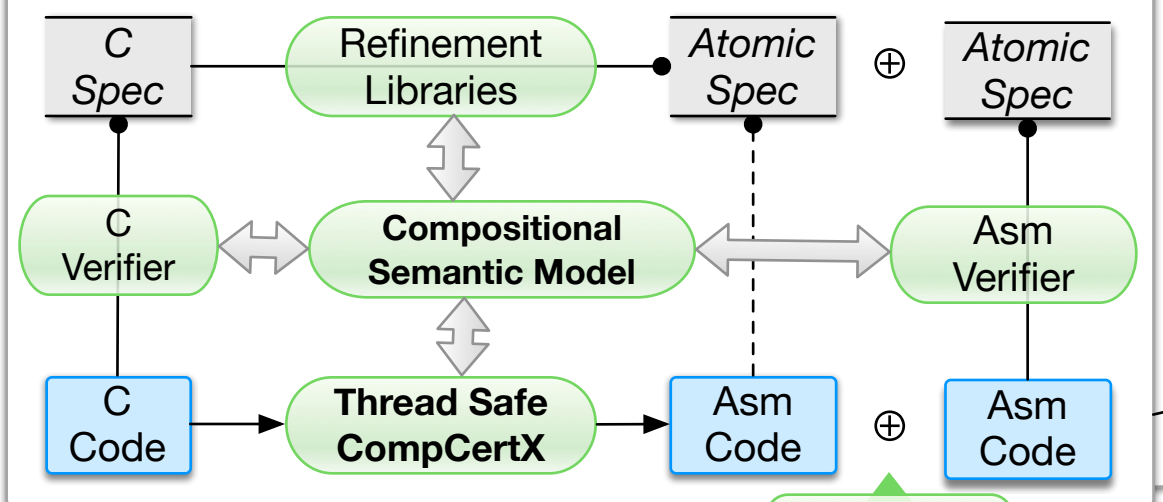 C
Spec
Refinement
Libraries
Atomic
Spec
⊕
Atomic
Spec
C
Verifier
Compositional
Semantic Model
Asm
Verifier
C
Code
Thread Safe
CompCertX
Asm
Code
⊕
Asm
Code